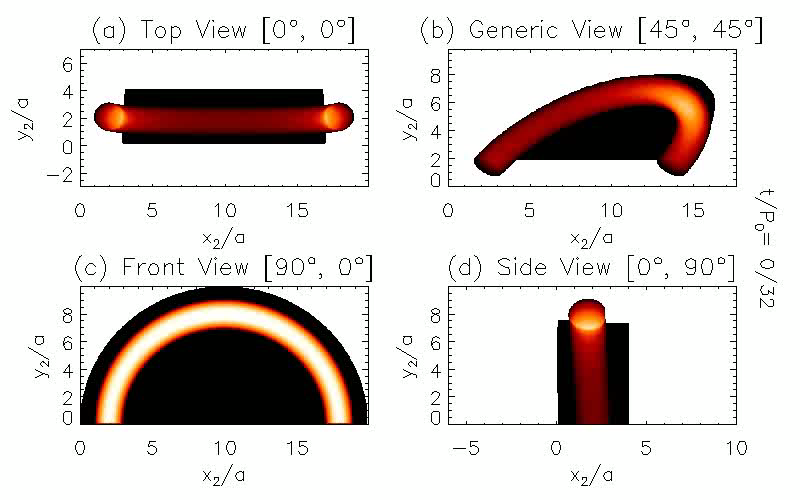 (a) Top View [0°, 0°]
(b) Generic View [45°, 45°]
y₂/a
6
4
2
0
−2
0
5
10
15
x₂/a
y₂/a
8
6
4
2
0
0
5
10
15
x₂/a
t/P₀= 0/32
(c) Front View [90°, 0°]
(d) Side View [0°, 90°]
y₂/a
8
6
4
2
0
0
5
10
15
x₂/a
y₂/a
8
6
4
2
0
−5
0
5
10
x₂/a